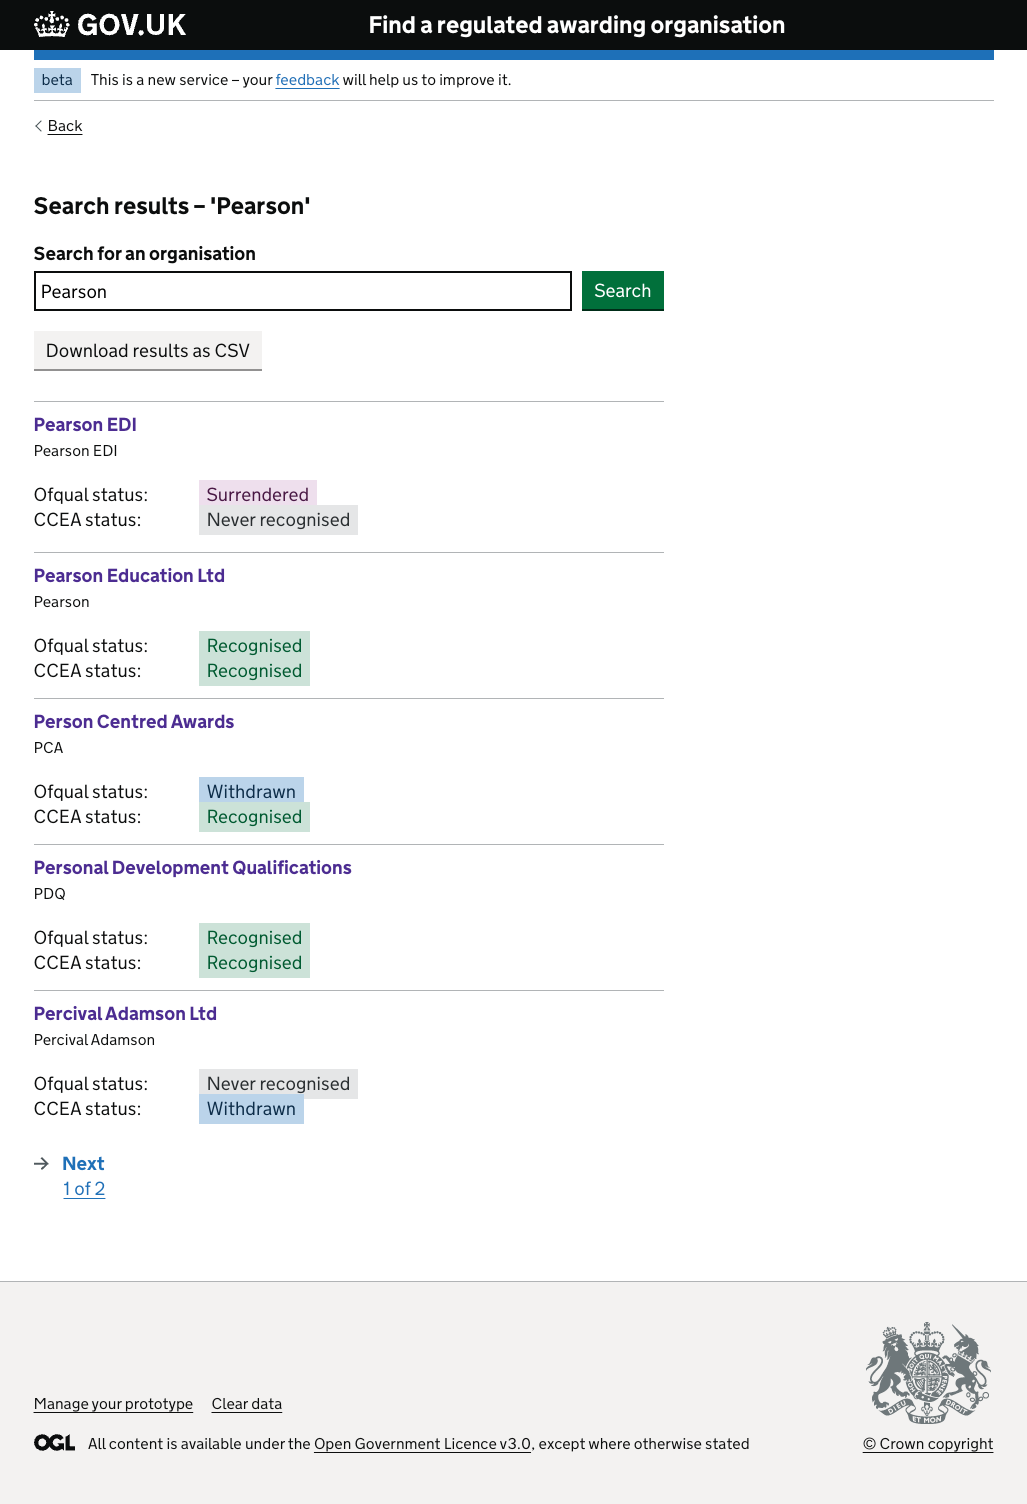 GOV.UK
Find a regulated awarding organisation
beta This is a new service – your feedback will help us to improve it.
Back
Search results – 'Pearson'
Search for an organisation
Pearson
Search
Download results as CSV
Pearson EDI
Pearson EDI
Ofqual status: Surrendered
CCEA status: Never recognised
Pearson Education Ltd
Pearson
Ofqual status: Recognised
CCEA status: Recognised
Person Centred Awards
PCA
Ofqual status: Withdrawn
CCEA status: Recognised
Personal Development Qualifications
PDQ
Ofqual status: Recognised
CCEA status: Recognised
Percival Adamson Ltd
Percival Adamson
Ofqual status: Never recognised
CCEA status: Withdrawn
Next
1 of 2
Manage your prototype Clear data
OGL All content is available under the Open Government Licence v3.0, except where otherwise stated
DIEU ET MON DROIT
© Crown copyright